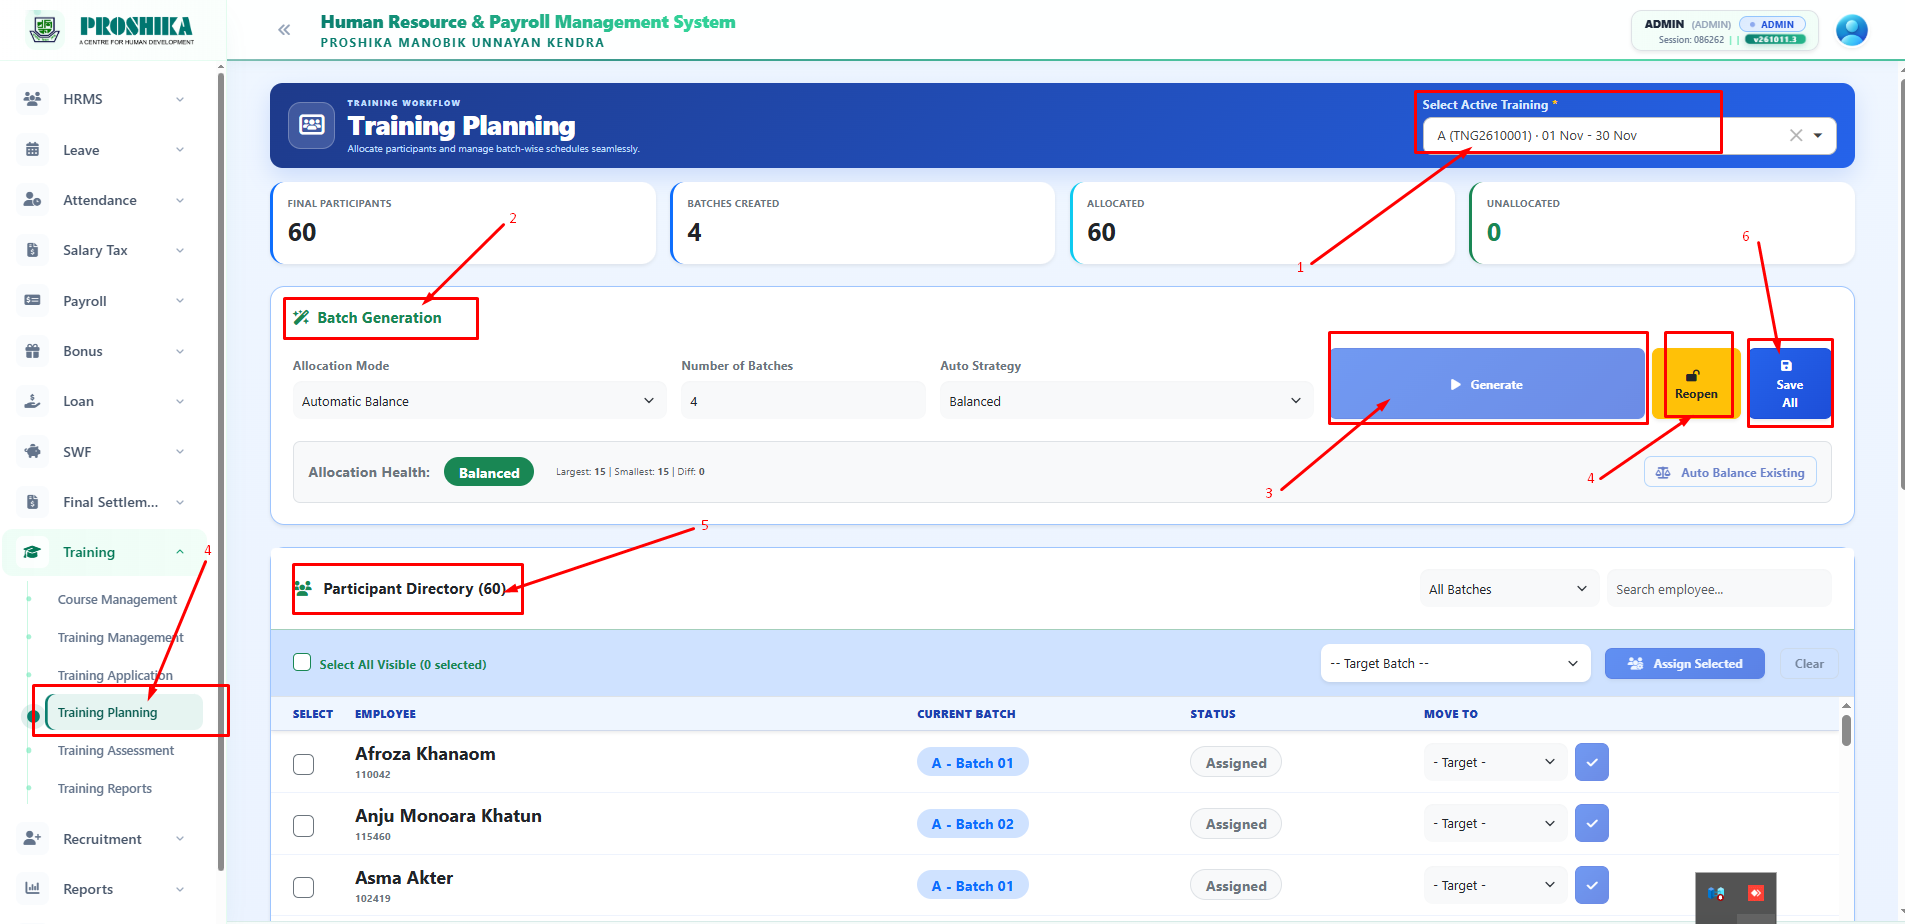 PROSHIKA
A CENTRE FOR HUMAN DEVELOPMENT
Human Resource & Payroll Management System
PROSHIKA MANOBIK UNNAYAN KENDRA
ADMIN (ADMIN) ADMIN
Session: 086262 | | v261011.3
HRMS
Leave
Attendance
Salary Tax
Payroll
Bonus
Loan
SWF
Final Settlem...
Training
4
Course Management
Training Management
Training Application
Training Planning
Training Assessment
Training Reports
Recruitment
Reports
TRAINING WORKFLOW
Training Planning
Allocate participants and manage batch-wise schedules seamlessly.
Select Active Training *
A (TNG2610001) · 01 Nov - 30 Nov
FINAL PARTICIPANTS
60
BATCHES CREATED
4
ALLOCATED
60
UNALLOCATED
0
2
1
6
Batch Generation
Allocation Mode
Automatic Balance
Number of Batches
4
Auto Strategy
Balanced
Generate
Reopen
Save All
Allocation Health: Balanced Largest: 15 | Smallest: 15 | Diff: 0
Auto Balance Existing
3
4
5
Participant Directory (60)
All Batches
Search employee...
Select All Visible (0 selected)
-- Target Batch --
Assign Selected
Clear
SELECT EMPLOYEE CURRENT BATCH STATUS MOVE TO
Afroza Khanaom
110042
A - Batch 01
Assigned
- Target -
Anju Monoara Khatun
115460
A - Batch 02
Assigned
- Target -
Asma Akter
102419
A - Batch 01
Assigned
- Target -